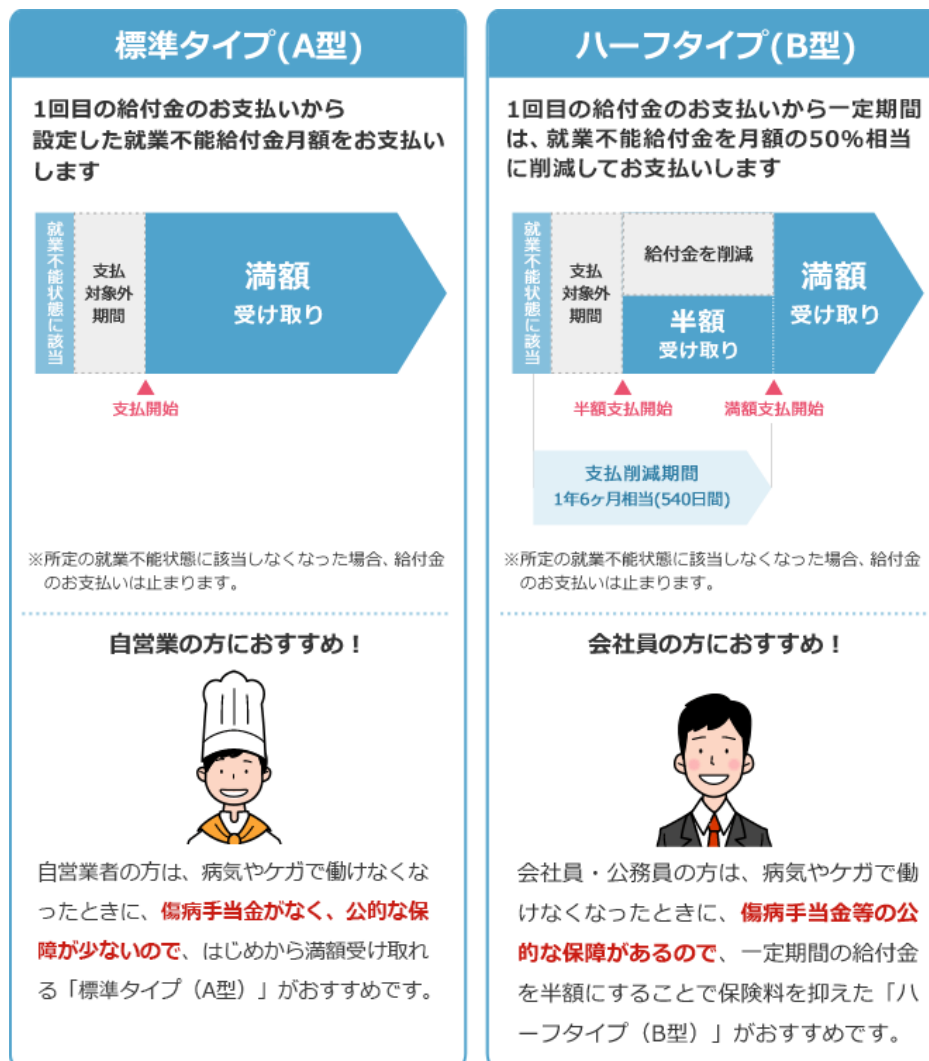 標準タイプ(A型)
1回目の給付金のお支払いから
設定した就業不能給付金月額をお支払い
します
就業不能状態に該当
支払
対象外
期間
満額
受け取り
支払開始
※所定の就業不能状態に該当しなくなった場合、給付金
のお支払いは止まります。
自営業の方におすすめ！
自営業者の方は、病気やケガで働けなくな
ったときに、傷病手当金がなく、公的な保
障が少ないので、はじめから満額受け取れ
る「標準タイプ（A型）」がおすすめです。
ハーフタイプ(B型)
1回目の給付金のお支払いから一定期間
は、就業不能給付金を月額の50%相当
に削減してお支払いします
就業不能状態に該当
支払
対象外
期間
給付金を削減
半額
受け取り
満額
受け取り
半額支払開始
満額支払開始
支払削減期間
1年6ヶ月相当(540日間)
※所定の就業不能状態に該当しなくなった場合、給付金
のお支払いは止まります。
会社員の方におすすめ！
会社員・公務員の方は、病気やケガで働
けなくなったときに、傷病手当金等の公
的な保障があるので、一定期間の給付金
を半額にすることで保険料を抑えた「ハ
ーフタイプ（B型）」がおすすめです。